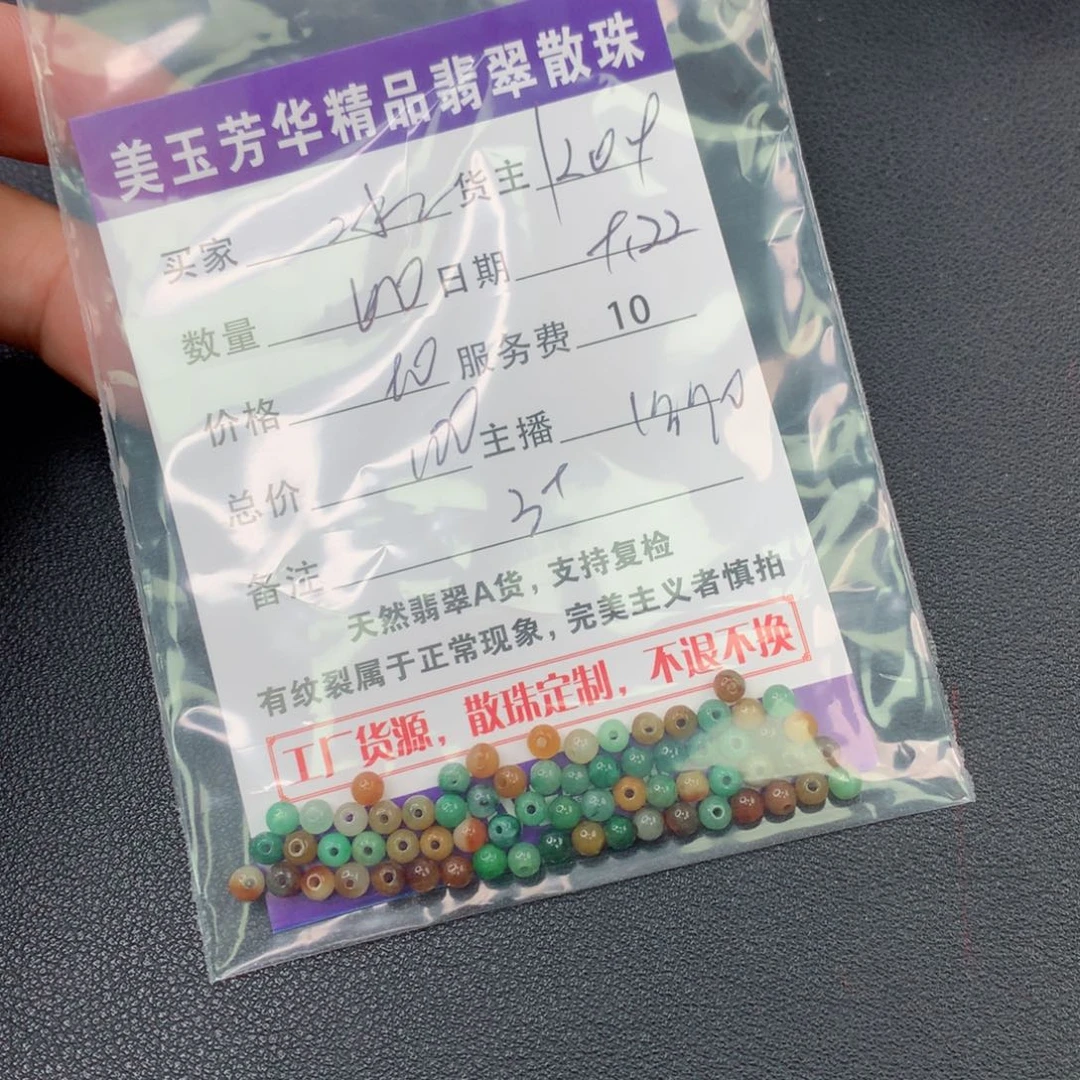 美玉芳华精品翡翠散珠
买家 货主 1204
数量 日期
价格 10 服务费 10
总价 100 主播
备注
天然翡翠A货，支持复检
有纹裂属于正常现象，完美主义者慎拍
工厂货源，散珠定制，不退不换